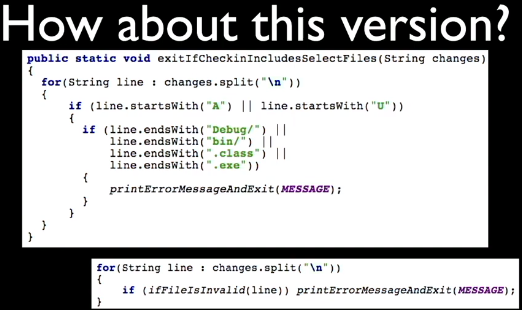 How about this version?
public static void exitIfCheckinIncludesSelectFiles(String changes)
{
for(String line : changes.split("\n"))
{
if (line.startsWith("A") || line.startsWith("U"))
{
if (line.endsWith("Debug/") ||
line.endsWith("bin/") ||
line.endsWith(".class") ||
line.endsWith(".exe"))
{
printErrorMessageAndExit(MESSAGE);
}
}
}
}
for(String line : changes.split("\n"))
{
if (ifFileIsInvalid(line)) printErrorMessageAndExit(MESSAGE);
}